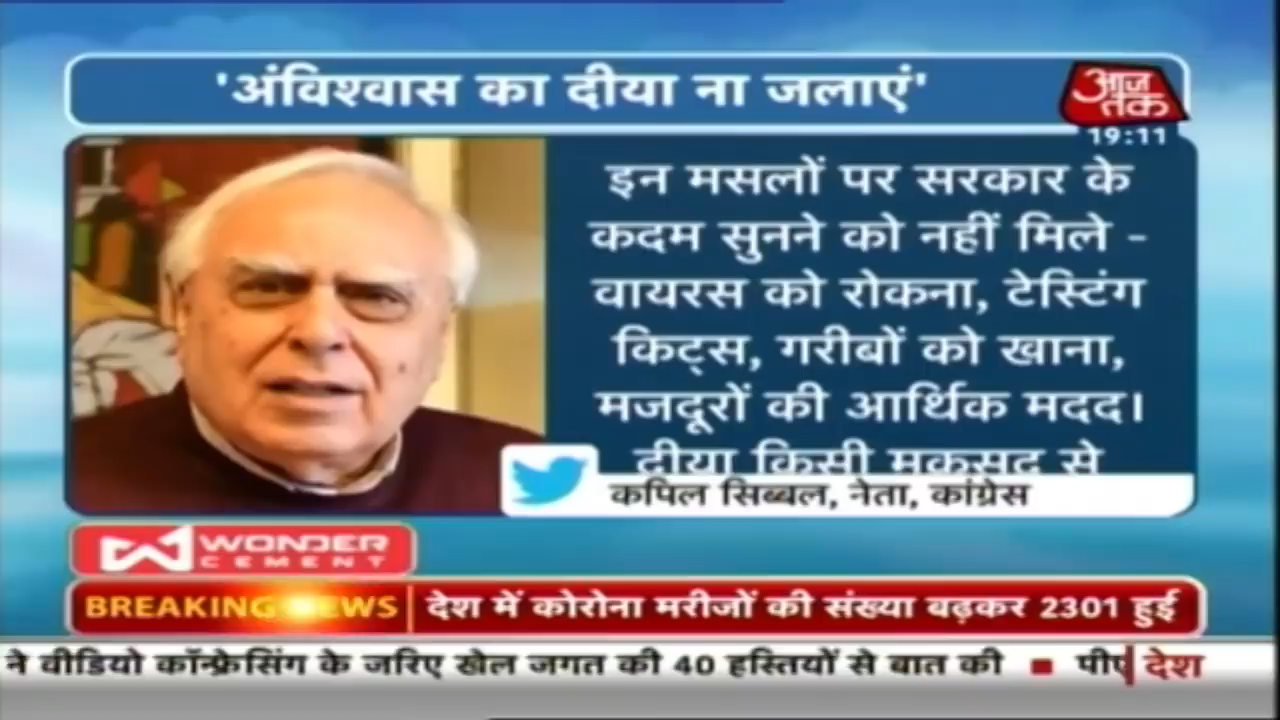 'अंविश्वास का दीया ना जलाएं'
आज
तक
19:11
इन मसलों पर सरकार के
कदम सुनने को नहीं मिले -
वायरस को रोकना, टेस्टिंग
किट्स, गरीबों को खाना,
मजदूरों की आर्थिक मदद।
दीया किसी मकसद से
कपिल सिब्बल, नेता, कांग्रेस
WONDER
CEMENT
BREAKING NEWS देश में कोरोना मरीजों की संख्या बढ़कर 2301 हुई
ने वीडियो कॉन्फ्रेसिंग के जरिए खेल जगत की 40 हस्तियों से बात की ■ देश